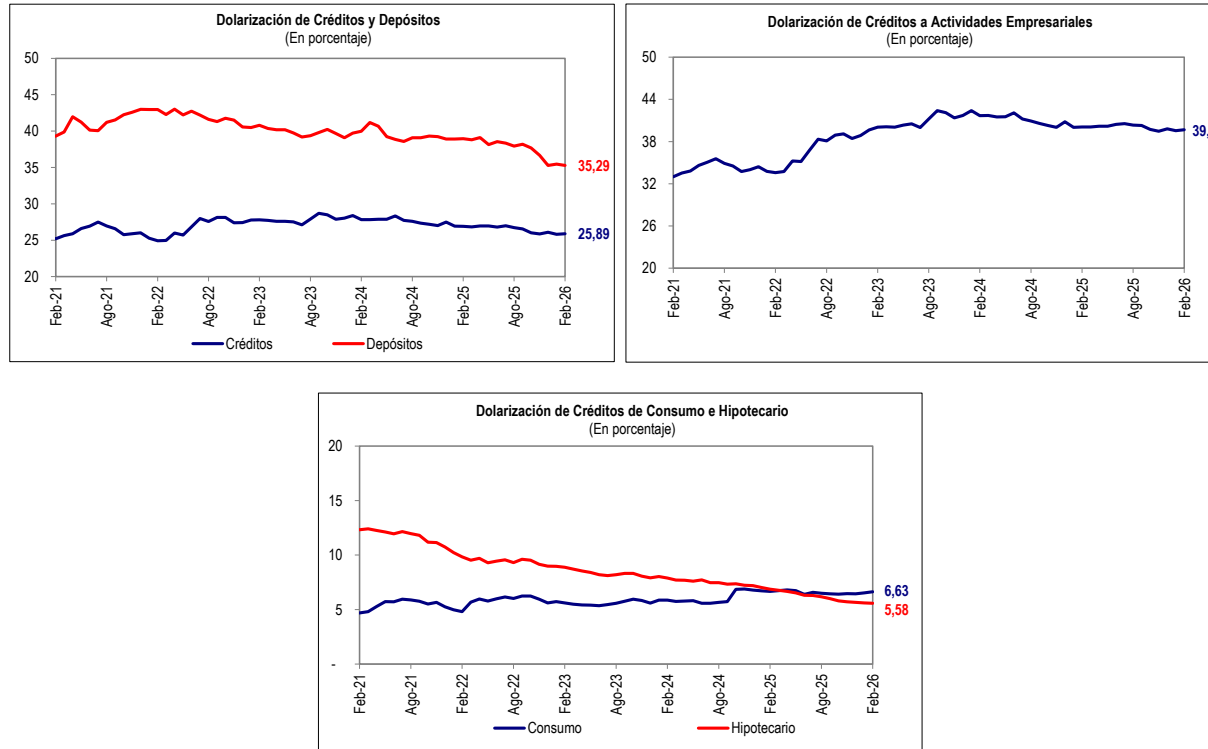 Dolarización de Créditos y Depósitos
(En porcentaje)
50
45
40
35
30
25
20
35,29
25,89
Feb-21
Ago-21
Feb-22
Ago-22
Feb-23
Ago-23
Feb-24
Ago-24
Feb-25
Ago-25
Feb-26
Créditos
Depósitos
Dolarización de Créditos a Actividades Empresariales
(En porcentaje)
50
44
38
32
26
20
39,
Feb-21
Ago-21
Feb-22
Ago-22
Feb-23
Ago-23
Feb-24
Ago-24
Feb-25
Ago-25
Feb-26
Dolarización de Créditos de Consumo e Hipotecario
(En porcentaje)
20
15
10
5
-
6,63
5,58
Feb-21
Ago-21
Feb-22
Ago-22
Feb-23
Ago-23
Feb-24
Ago-24
Feb-25
Ago-25
Feb-26
Consumo
Hipotecario